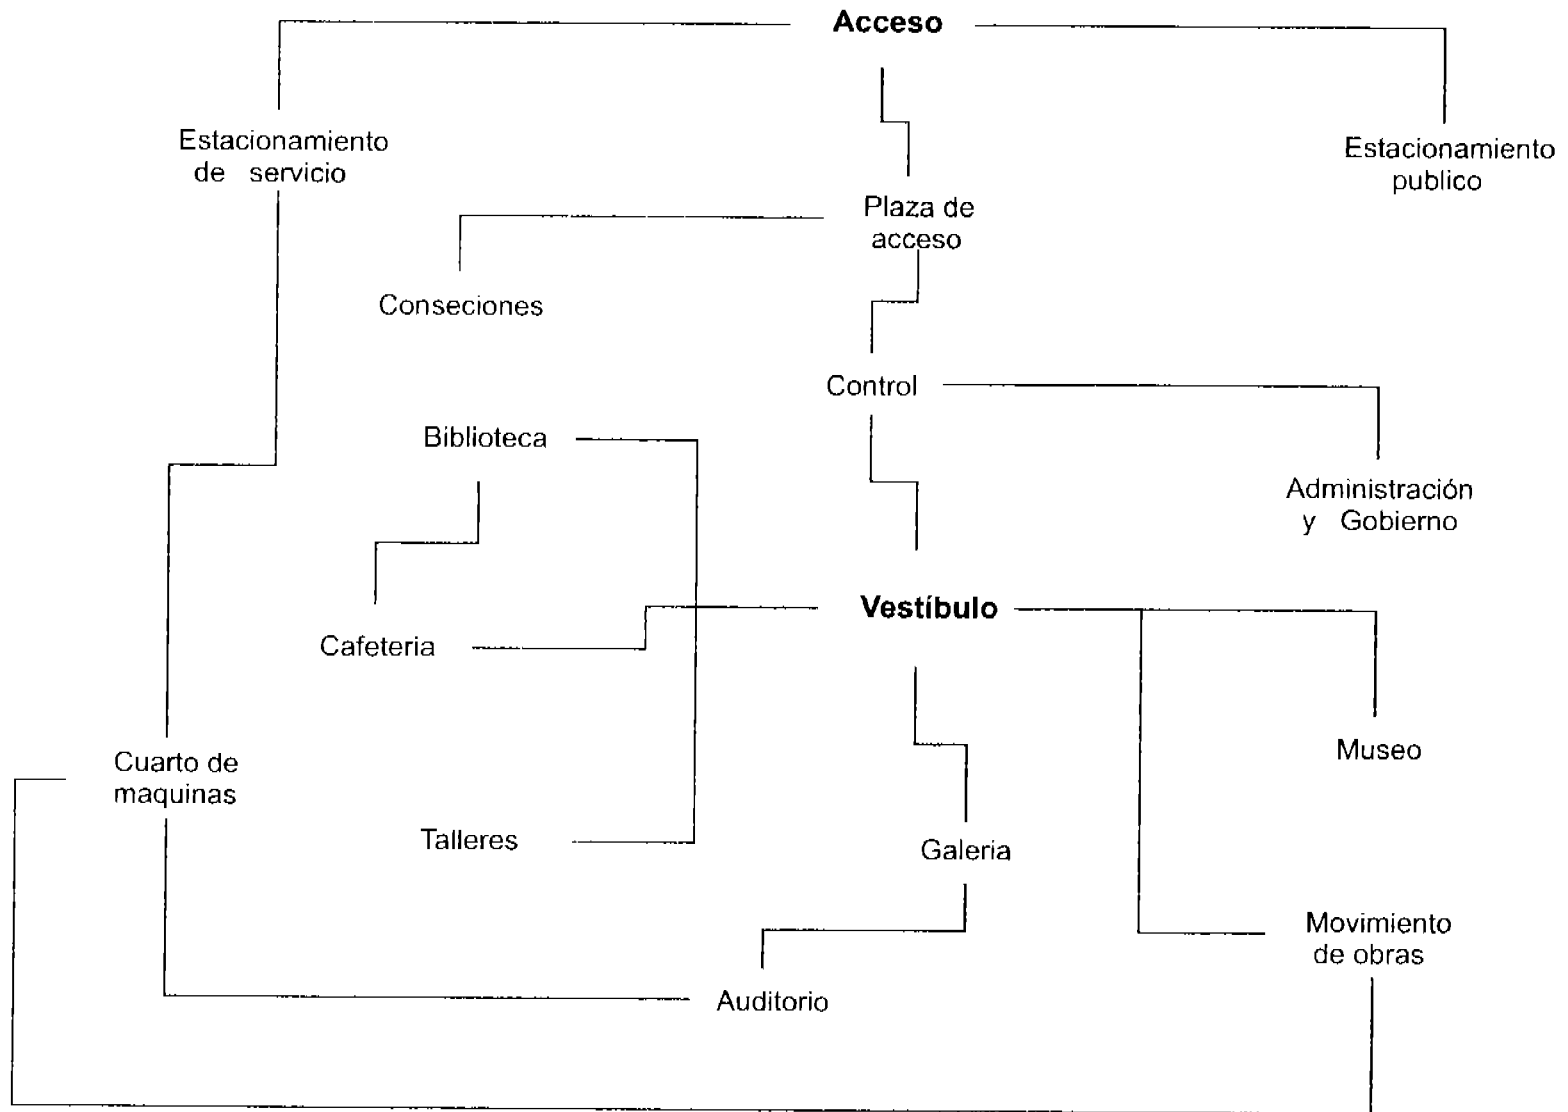 Acceso
Estacionamiento
de servicio
Estacionamiento
publico
Plaza de
acceso
Conseciones
Control
Biblioteca
Administración
y Gobierno
Vestíbulo
Cafeteria
Museo
Cuarto de
maquinas
Talleres
Galeria
Movimiento
de obras
Auditorio